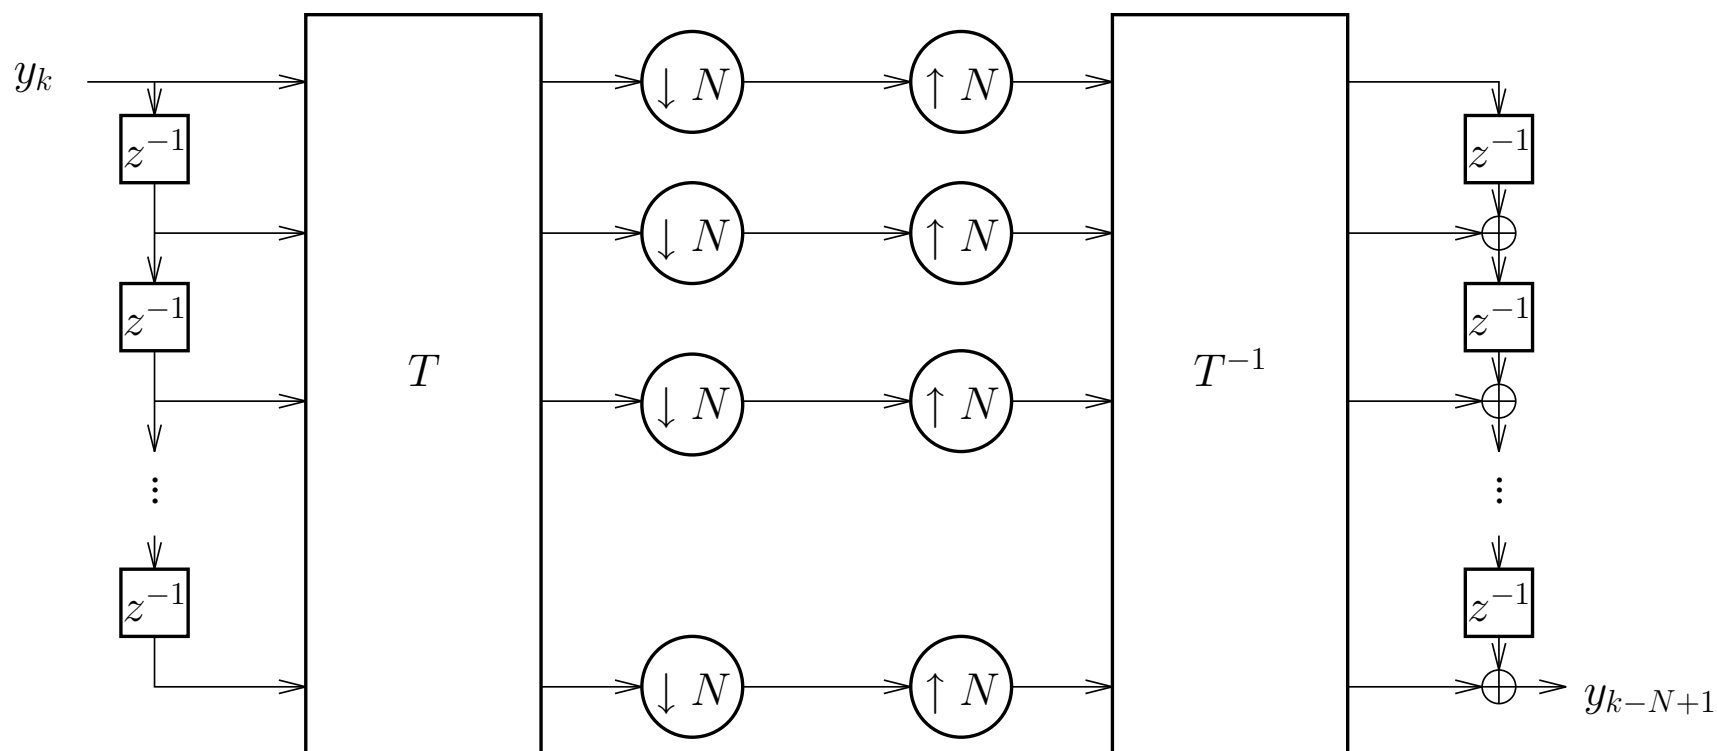 y_k
↓ N
↑ N
z^{-1}
z^{-1}
↓ N
↑ N
z^{-1}
z^{-1}
T
↓ N
↑ N
T^{-1}
⋮
⋮
z^{-1}
z^{-1}
↓ N
↑ N
y_{k-N+1}